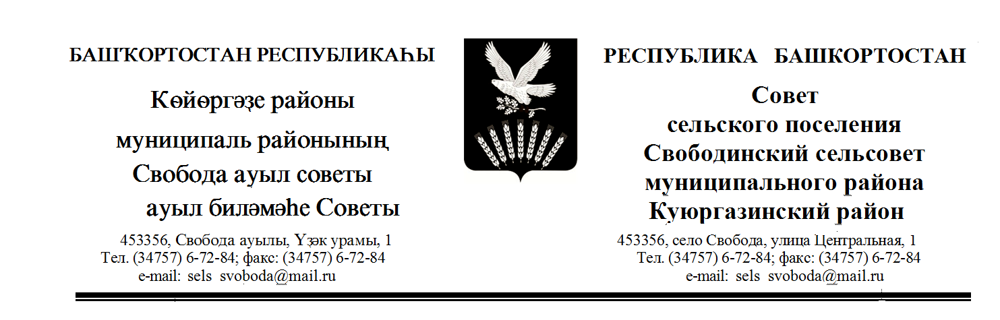 БАШҠОРТОСТАН РЕСПУБЛИКАҺЫ
Көйөргәҙе районы
муниципаль районының
Свобода ауыл советы
ауыл биләмәһе Советы
453356, Свобода ауылы, Үҙәк урамы, 1
Тел. (34757) 6-72-84; факс: (34757) 6-72-84
e-mail: sels svoboda@mail.ru
РЕСПУБЛИКА БАШКОРТОСТАН
Совет
сельского поселения
Свободинский сельсовет
муниципального района
Куюргазинский район
453356, село Свобода, улица Центральная, 1
Тел. (34757) 6-72-84; факс: (34757) 6-72-84
e-mail: sels svoboda@mail.ru